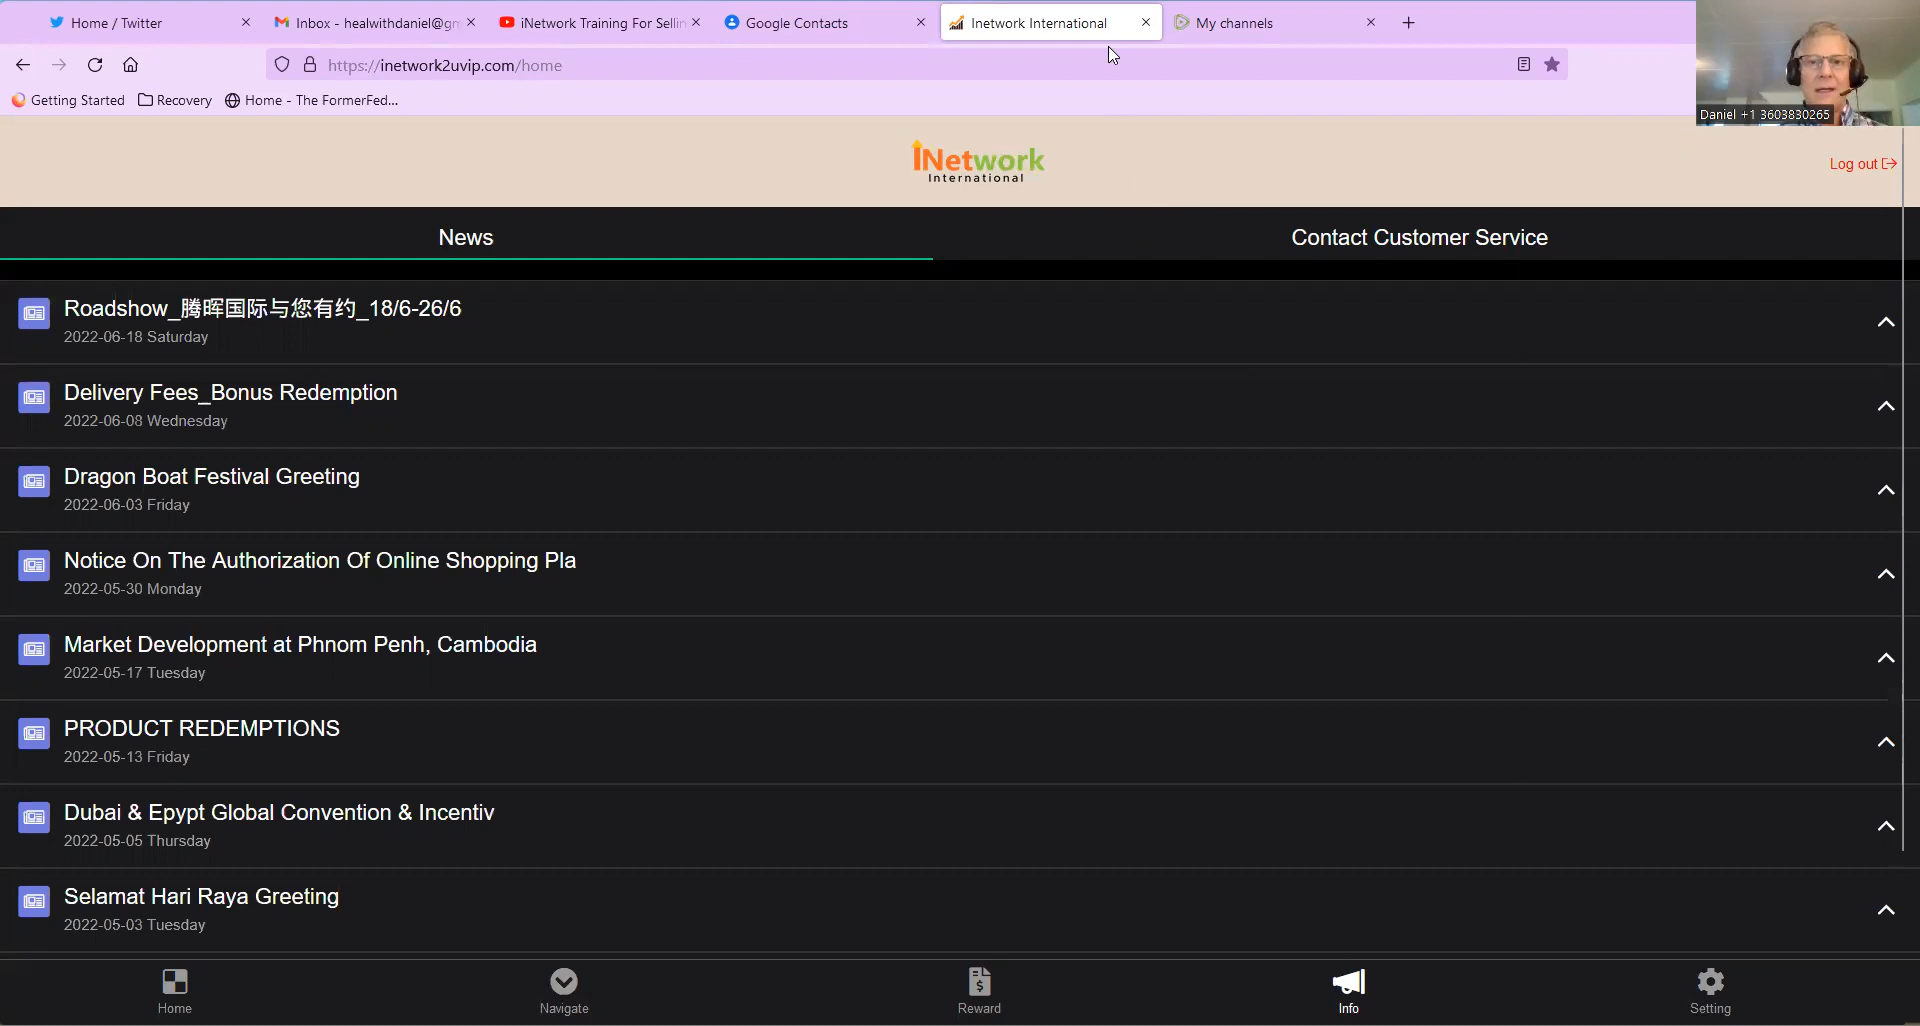 Home / Twitter
Inbox - healwithdaniel@gm
iNetwork Training For Sellin
Google Contacts
Inetwork International
My channels
https://inetwork2uvip.com/home
Getting Started
Recovery
Home - The FormerFed...
Daniel +1 3603830265
iNetwork
International
Log out
News
Contact Customer Service
Roadshow_腾晖国际与您有约_18/6-26/6
2022-06-18 Saturday
Delivery Fees_Bonus Redemption
2022-06-08 Wednesday
Dragon Boat Festival Greeting
2022-06-03 Friday
Notice On The Authorization Of Online Shopping Pla
2022-05-30 Monday
Market Development at Phnom Penh, Cambodia
2022-05-17 Tuesday
PRODUCT REDEMPTIONS
2022-05-13 Friday
Dubai & Epypt Global Convention & Incentiv
2022-05-05 Thursday
Selamat Hari Raya Greeting
2022-05-03 Tuesday
Home
Navigate
Reward
Info
Setting